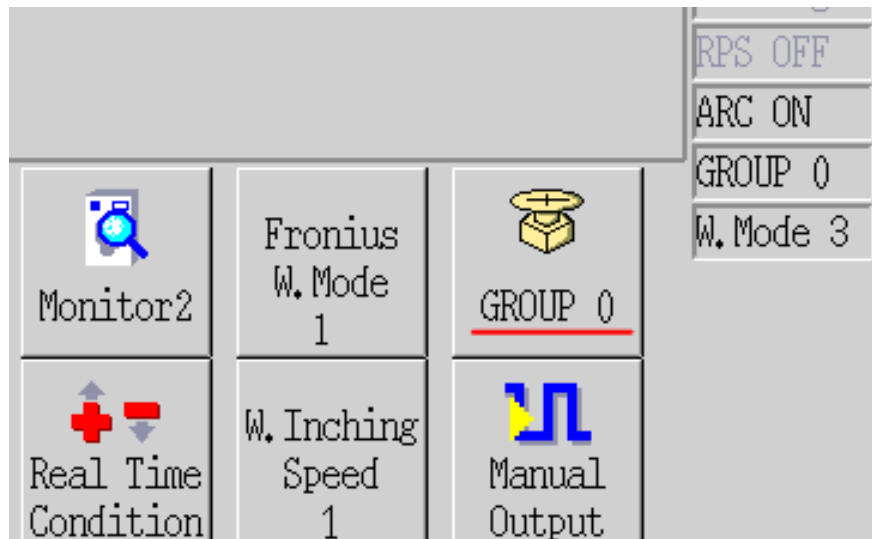 RPS OFF
ARC ON
GROUP 0
W.Mode 3
Monitor2
Fronius
W.Mode
1
GROUP 0
Real Time
Condition
W.Inching
Speed
1
Manual
Output